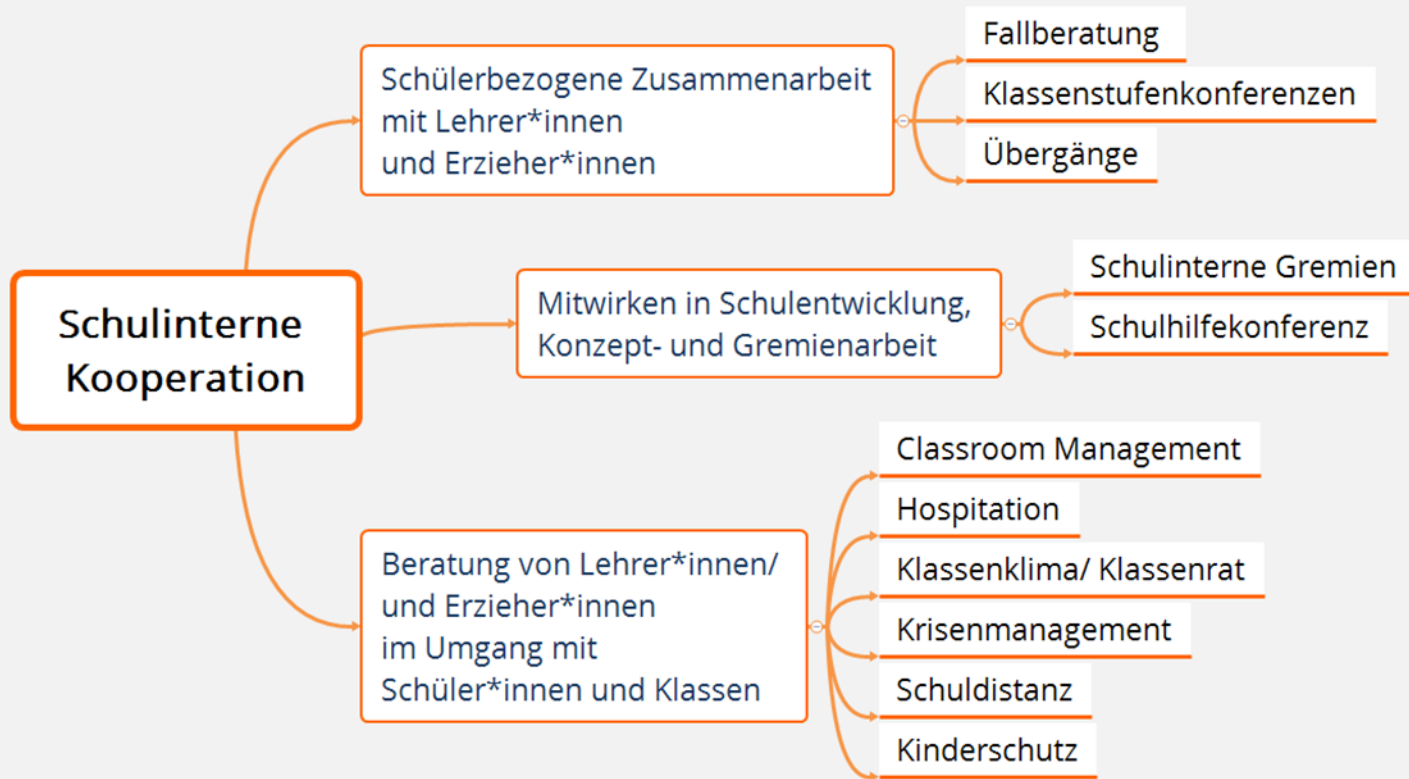 Schulinterne
Kooperation
Schülerbezogene Zusammenarbeit
mit Lehrer*innen
und Erzieher*innen
Fallberatung
Klassenstufenkonferenzen
Übergänge
Mitwirken in Schulentwicklung,
Konzept- und Gremienarbeit
Schulinterne Gremien
Schulhilfekonferenz
Beratung von Lehrer*innen/
und Erzieher*innen
im Umgang mit
Schüler*innen und Klassen
Classroom Management
Hospitation
Klassenklima/ Klassenrat
Krisenmanagement
Schuldistanz
Kinderschutz